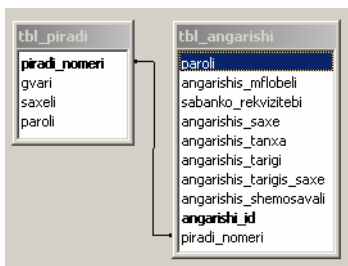 tbl_piradi
piradi_nomeri
gvari
saxeli
paroli
tbl_angarishi
paroli
angarishis_mflobeli
sabanko_rekvizitebi
angarishis_saxe
angarishis_tanxa
angarishis_tarigi
angarishis_tarigis_saxe
angarishis_shemosavali
angarishi_id
piradi_nomeri